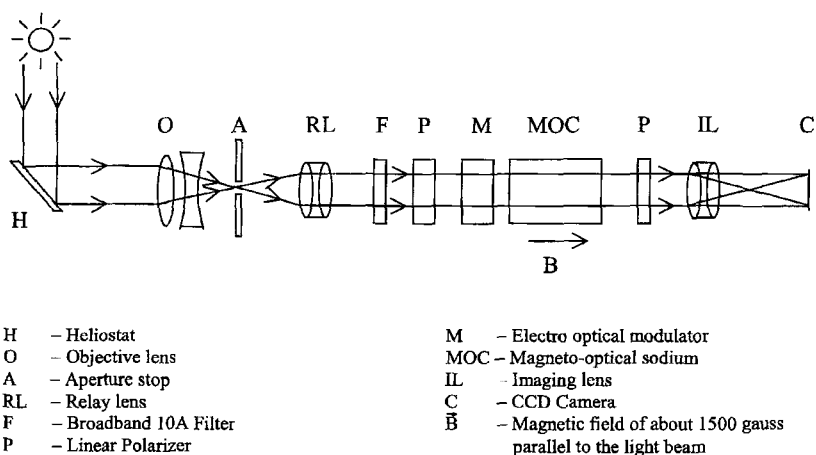 O A RL F P M MOC P IL C
H
B
H – Heliostat
O – Objective lens
A – Aperture stop
RL – Relay lens
F – Broadband 10A Filter
P – Linear Polarizer
M – Electro optical modulator
MOC – Magneto-optical sodium
IL – Imaging lens
C – CCD Camera
B⃗ – Magnetic field of about 1500 gauss
parallel to the light beam